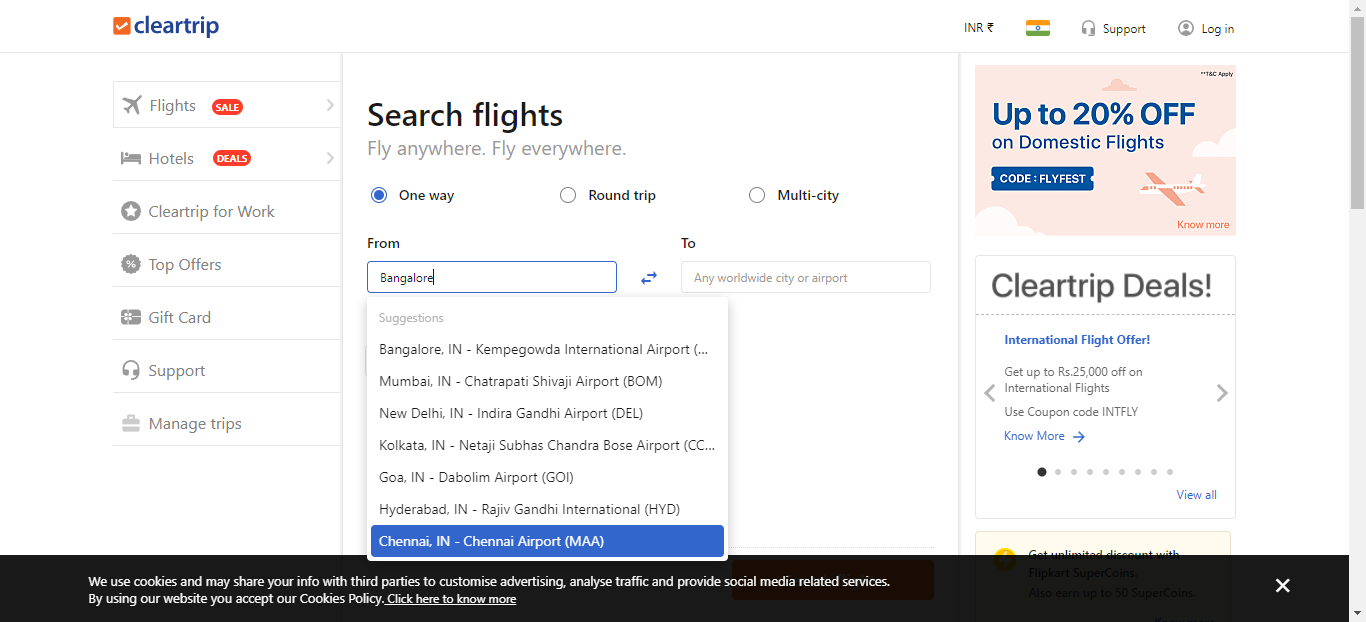 cleartrip
INR ₹
Support
Log in
Flights SALE
Hotels DEALS
Cleartrip for Work
Top Offers
Gift Card
Support
Manage trips
Search flights
Fly anywhere. Fly everywhere.
One way
Round trip
Multi-city
From
To
Bangalore
Any worldwide city or airport
Suggestions
Bangalore, IN - Kempegowda International Airport (...
Mumbai, IN - Chatrapati Shivaji Airport (BOM)
New Delhi, IN - Indira Gandhi Airport (DEL)
Kolkata, IN - Netaji Subhas Chandra Bose Airport (CC...
Goa, IN - Dabolim Airport (GOI)
Hyderabad, IN - Rajiv Gandhi International (HYD)
Chennai, IN - Chennai Airport (MAA)
**T&C Apply
Up to 20% OFF
on Domestic Flights
CODE : FLYFEST
Know more
Cleartrip Deals!
International Flight Offer!
Get up to Rs.25,000 off on
International Flights
Use Coupon code INTFLY
Know More
View all
Get unlimited discount with
Flipkart SuperCoins.
Also earn up to 50 SuperCoins.
We use cookies and may share your info with third parties to customise advertising, analyse traffic and provide social media related services.
By using our website you accept our Cookies Policy. Click here to know more